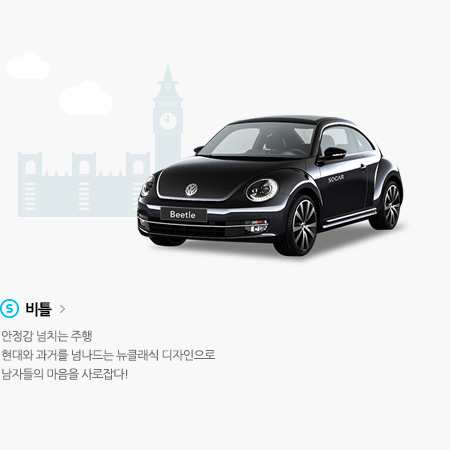 SOCAR
Beetle
S 비틀 >
안정감 넘치는 주행
현대와 과거를 넘나드는 뉴클래식 디자인으로
남자들의 마음을 사로잡다!